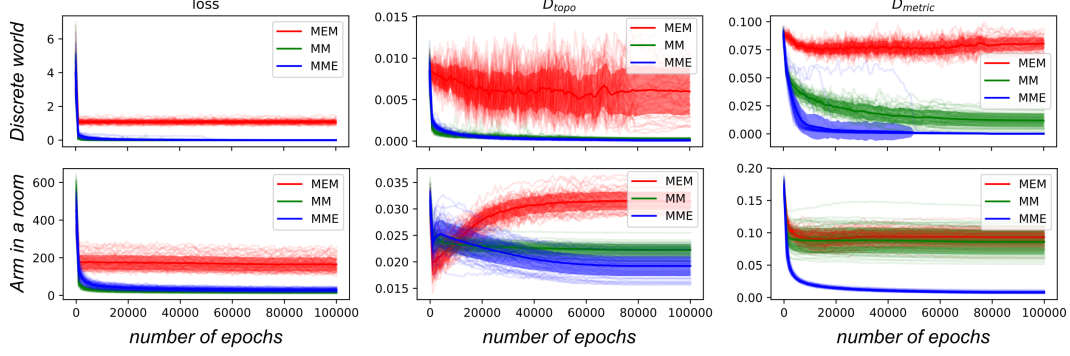 loss D_topo D_metric
Discrete world
6
4
2
0
MEM
MM
MME
0.015
0.010
0.005
0.000
MEM
MM
MME
0.100
0.075
0.050
0.025
0.000
MEM
MM
MME
Arm in a room
600
400
200
0
MEM
MM
MME
0 20000 40000 60000 80000 100000
number of epochs
0.035
0.030
0.025
0.020
0.015
MEM
MM
MME
0 20000 40000 60000 80000 100000
number of epochs
0.20
0.15
0.10
0.05
0.00
MEM
MM
MME
0 20000 40000 60000 80000 100000
number of epochs